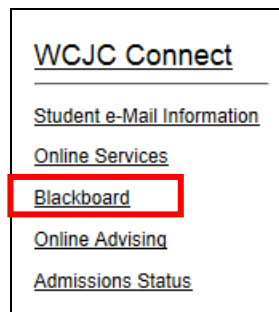 WCJC Connect
Student e-Mail Information
Online Services
Blackboard
Online Advising
Admissions Status